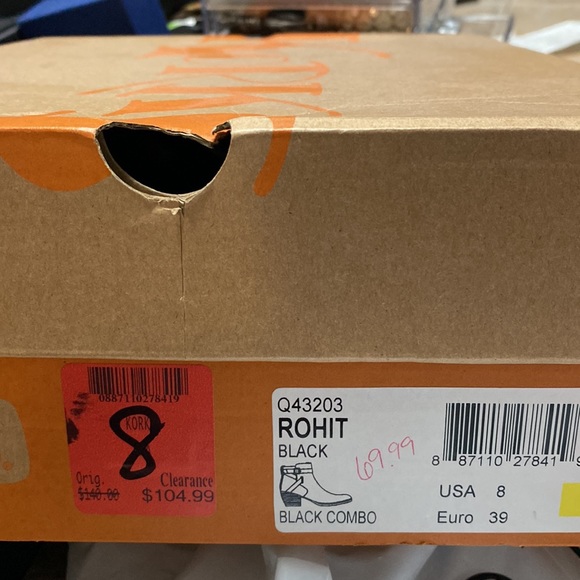 0887110278419
KORK
8
Orig. Clearance
$140.00 $104.99
Q43203
ROHIT
BLACK
69.99
BLACK COMBO
8 87110 27841 9
USA 8
Euro 39